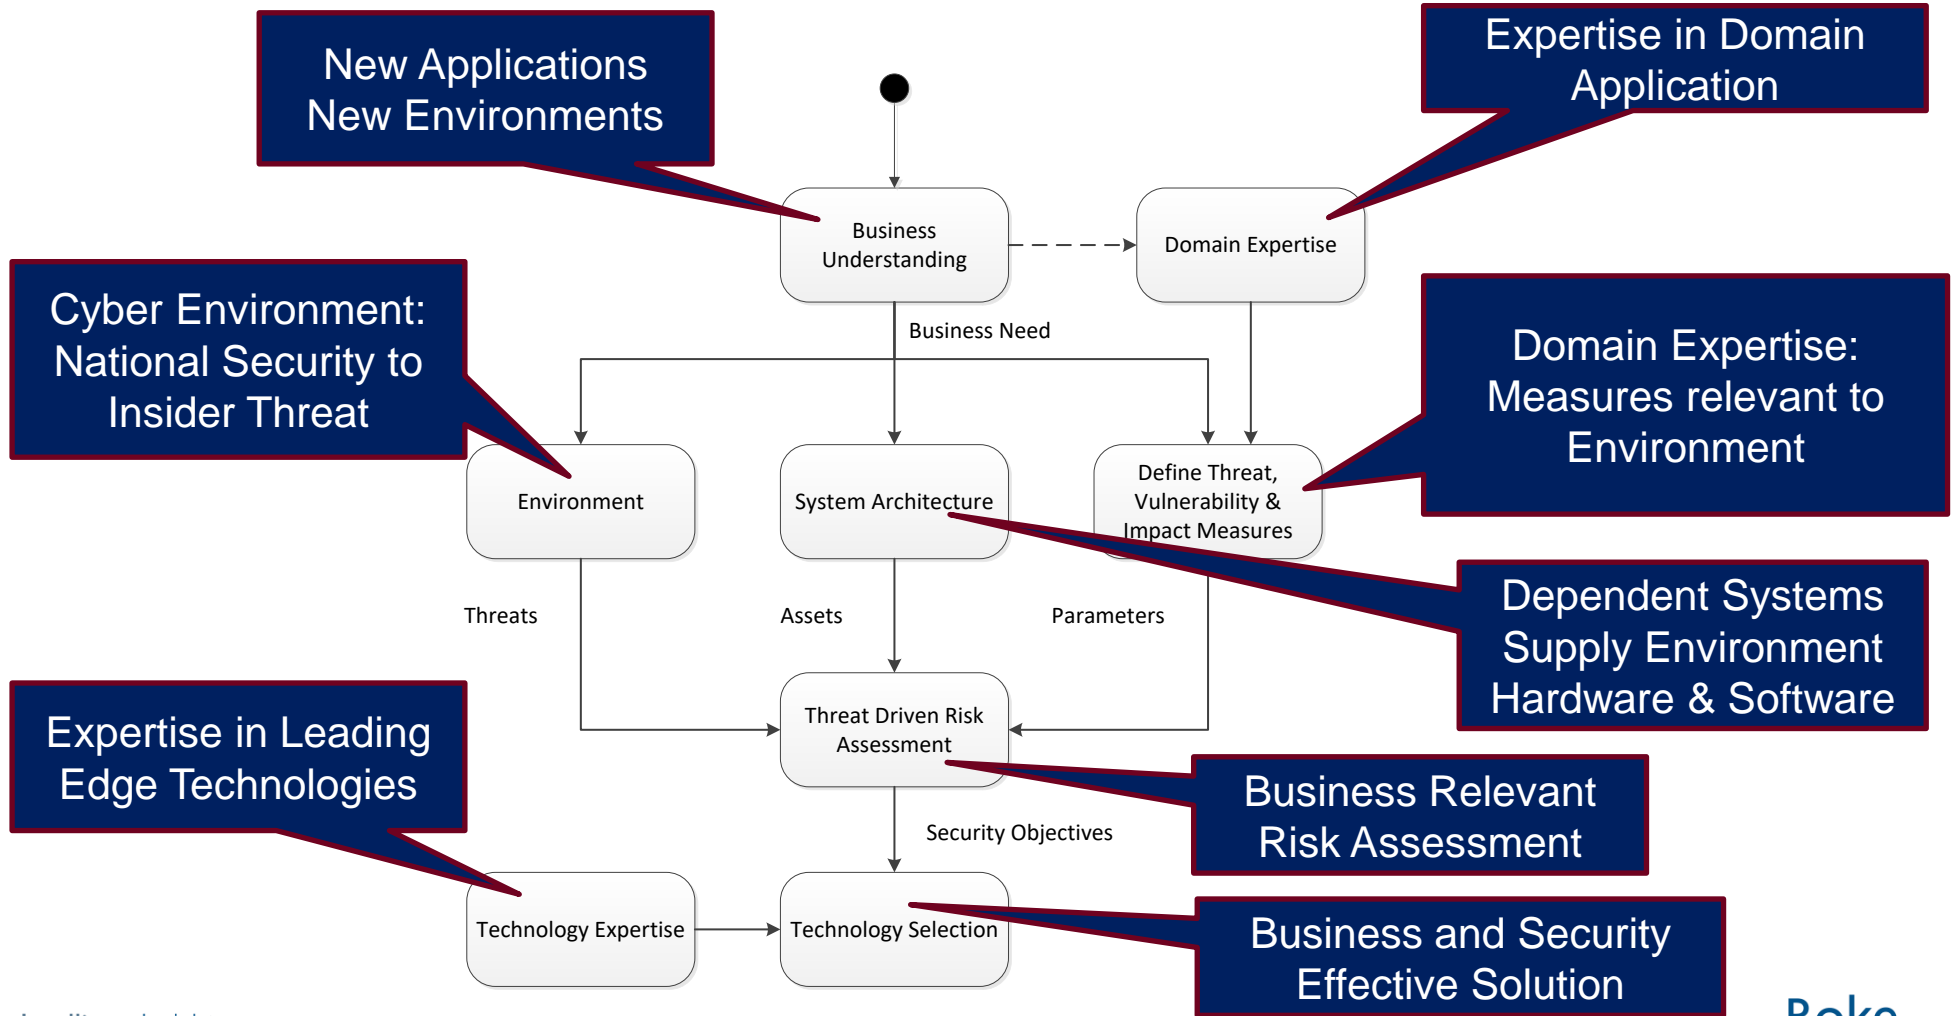 New Applications
New Environments
Expertise in Domain
Application
Business
Understanding
Domain Expertise
Cyber Environment:
National Security to
Insider Threat
Business Need
Domain Expertise:
Measures relevant to
Environment
Environment
System Architecture
Define Threat,
Vulnerability &
Impact Measures
Threats
Assets
Parameters
Dependent Systems
Supply Environment
Hardware & Software
Expertise in Leading
Edge Technologies
Threat Driven Risk
Assessment
Business Relevant
Risk Assessment
Security Objectives
Technology Expertise
Technology Selection
Business and Security
Effective Solution
Roke